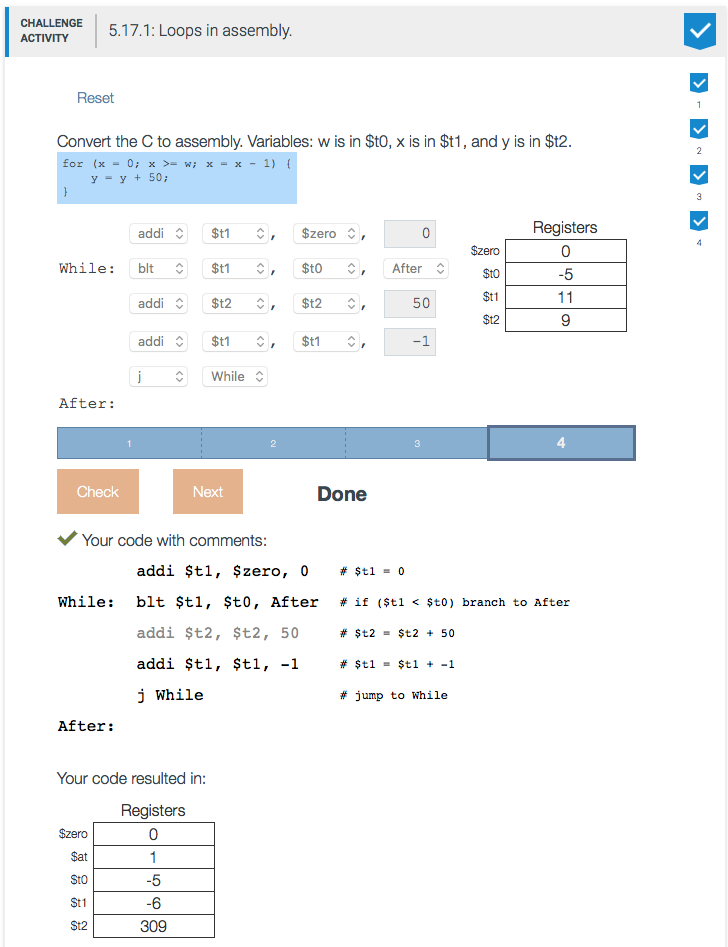 CHALLENGE ACTIVITY
5.17.1: Loops in assembly.
1
2
3
4
Reset
Convert the C to assembly. Variables: w is in $t0, x is in $t1, and y is in $t2.
for (x = 0; x >= w; x = x - 1) {
y = y + 50;
}
addi $t1, $zero, 0
While: blt $t1, $t0, After
addi $t2, $t2, 50
addi $t1, $t1, -1
j While
After:
Registers
$zero 0
$t0 -5
$t1 11
$t2 9
1 2 3 4
Check Next Done
Your code with comments:
addi $t1, $zero, 0 # $t1 = 0
While: blt $t1, $t0, After # if ($t1 < $t0) branch to After
addi $t2, $t2, 50 # $t2 = $t2 + 50
addi $t1, $t1, -1 # $t1 = $t1 + -1
j While # jump to While
After:
Your code resulted in:
Registers
$zero 0
$at 1
$t0 -5
$t1 -6
$t2 309